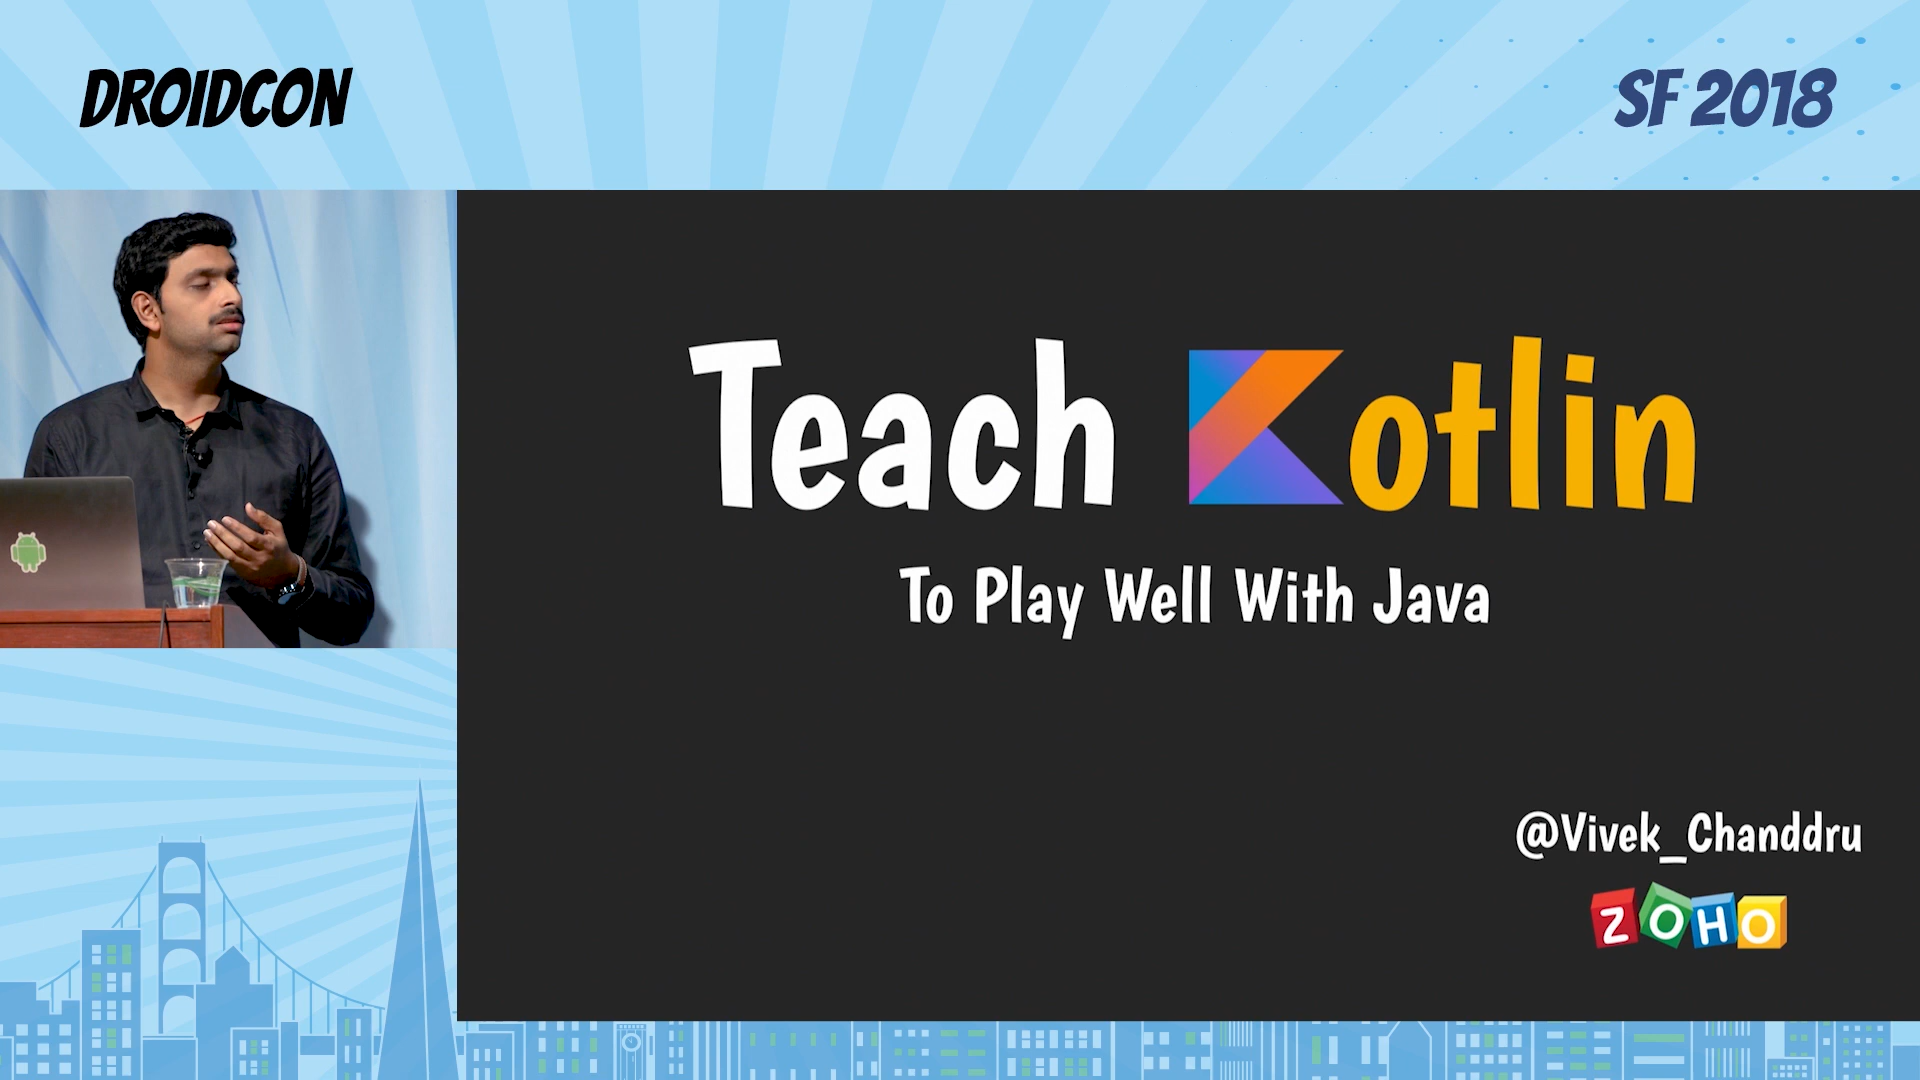 DROIDCON
SF 2018
Teach Kotlin
To Play Well With Java
@Vivek_Chanddru
ZOHO